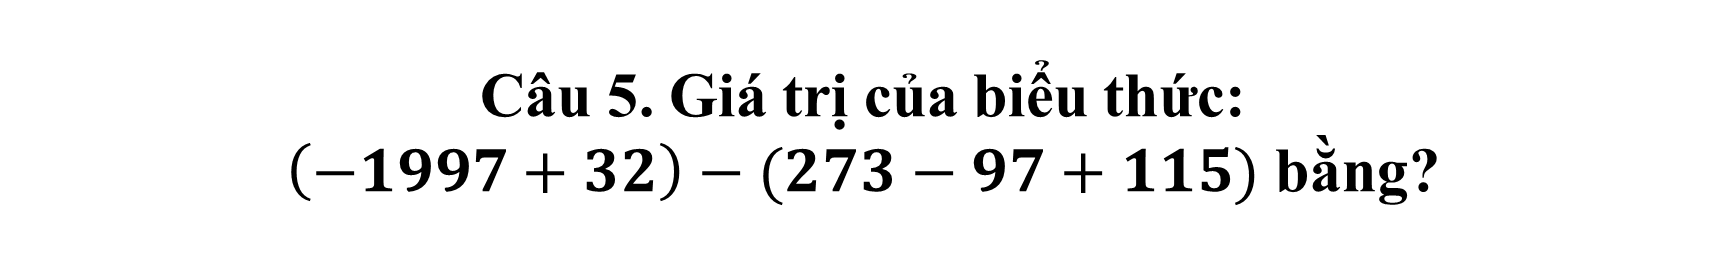 Câu 5. Giá trị của biểu thức:
(−1997 + 32) − (273 − 97 + 115) bằng?